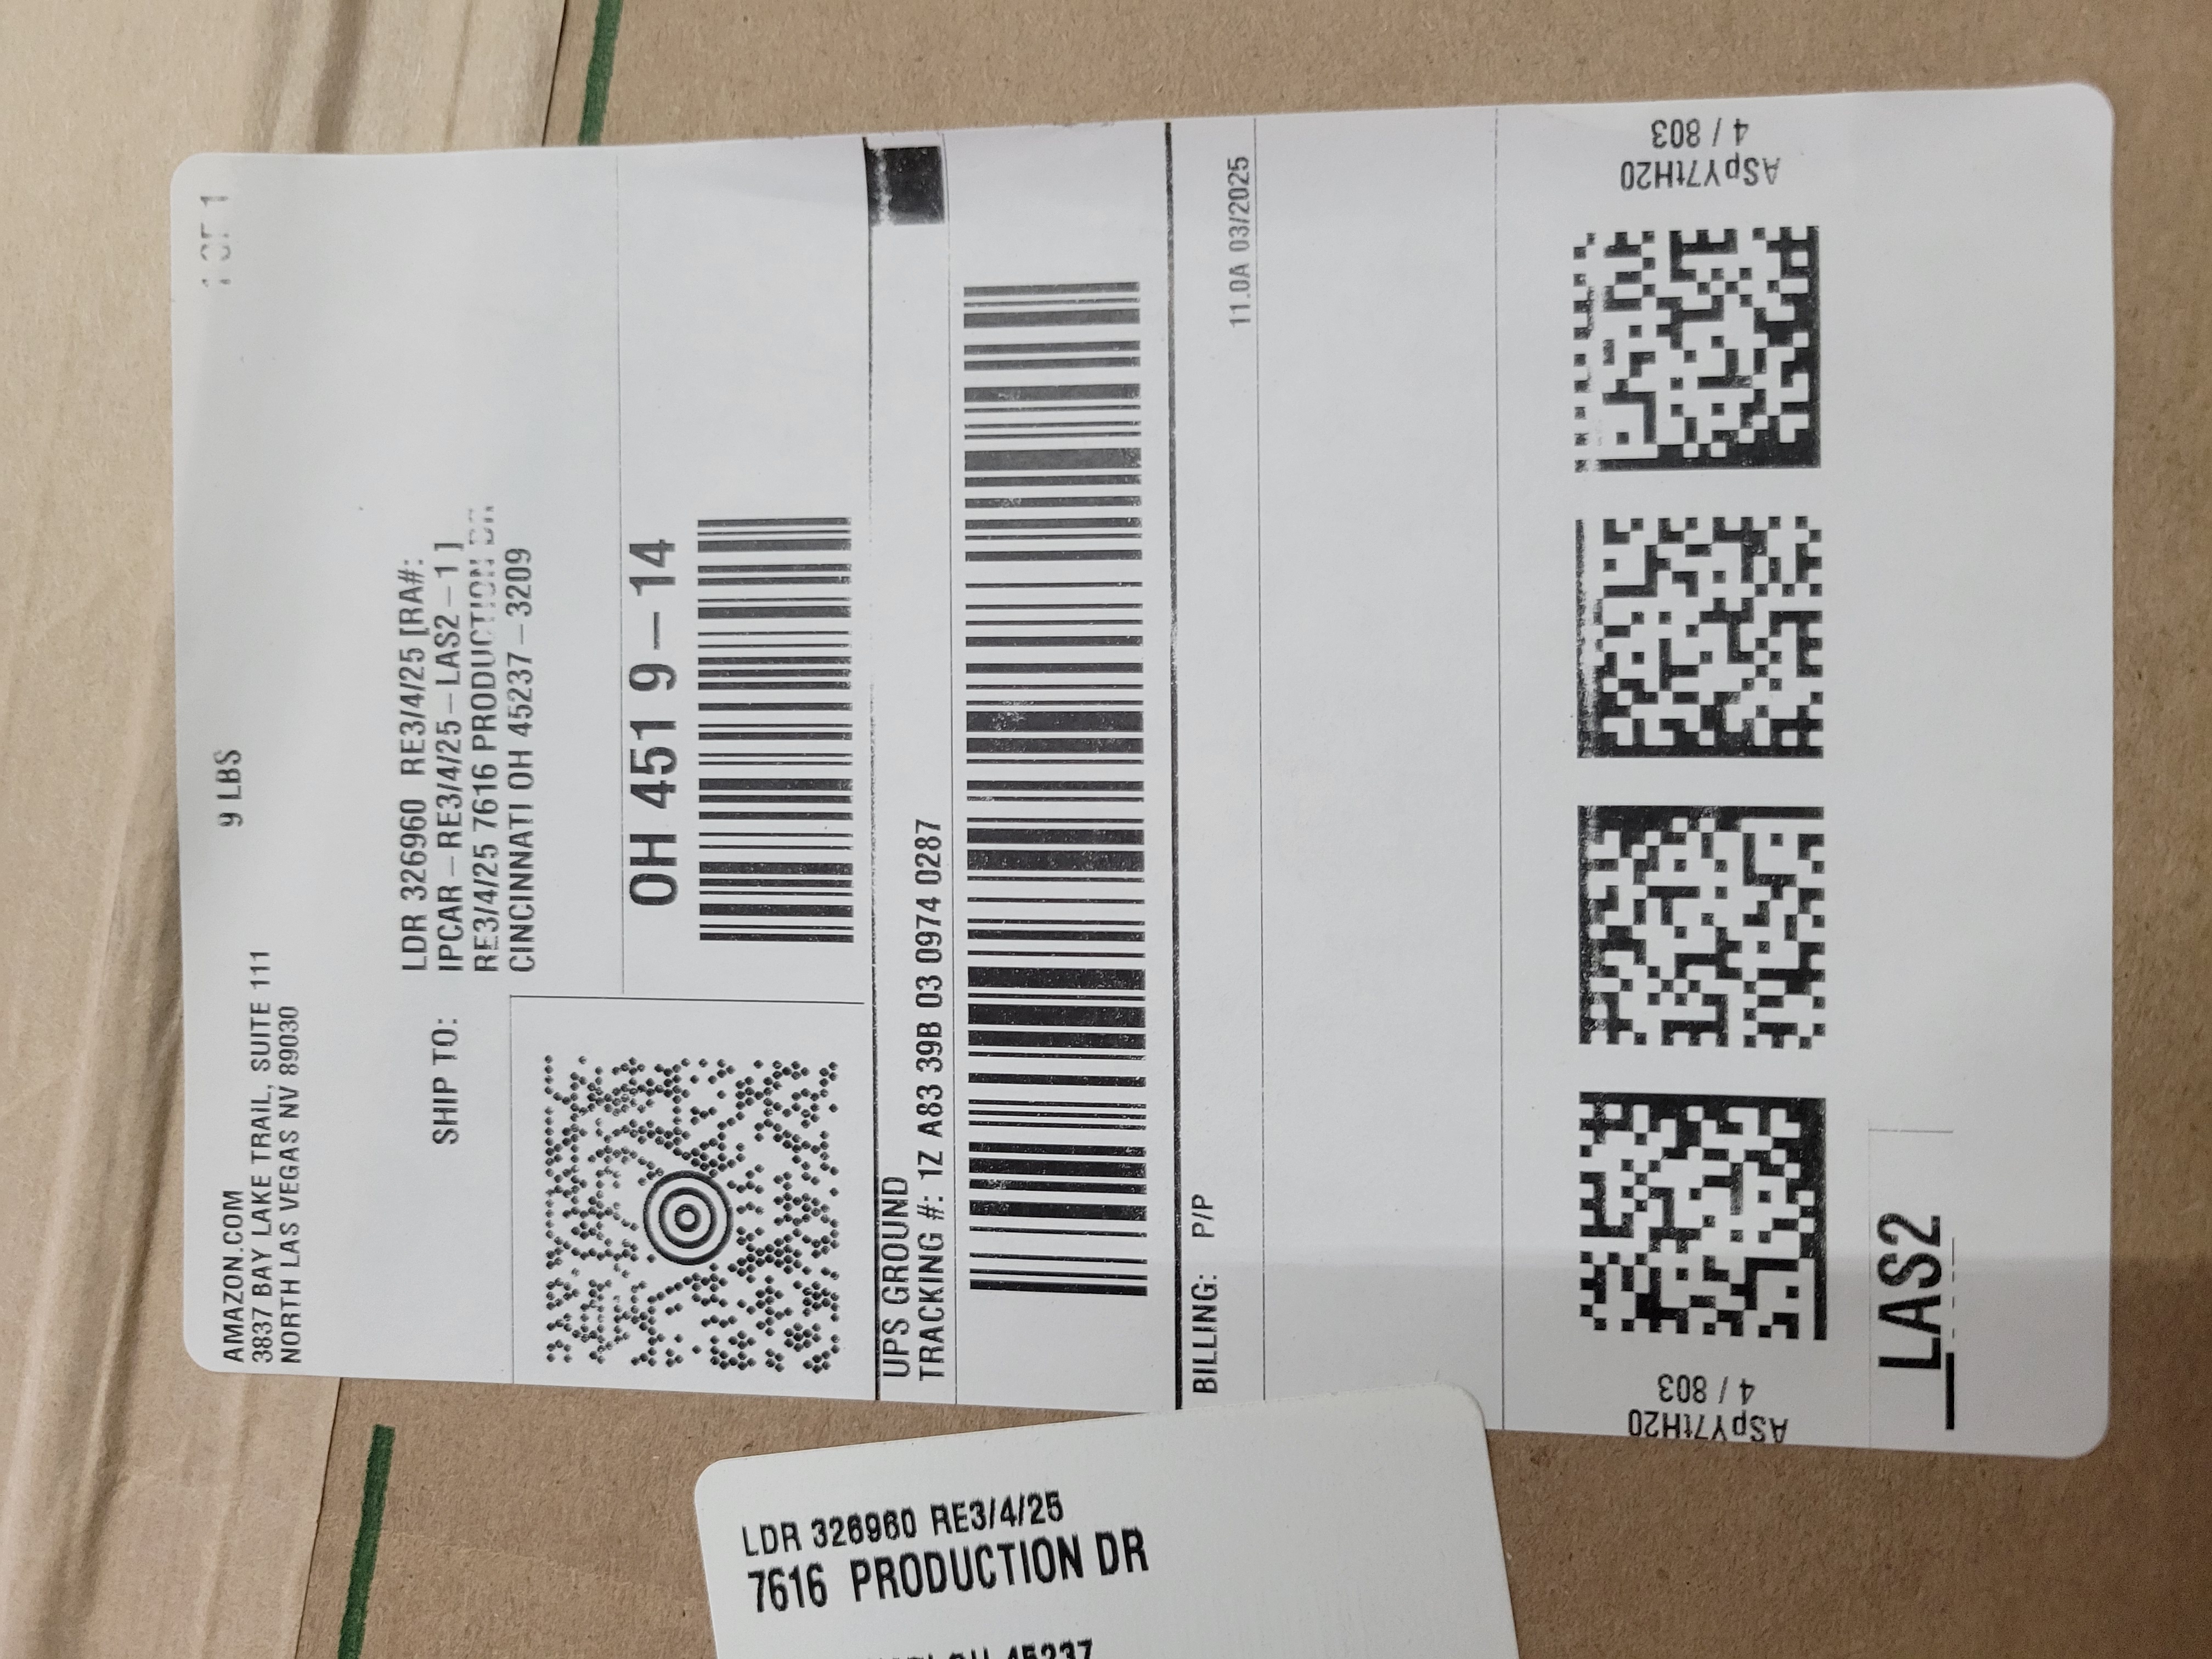 AMAZON.COM
3837 BAY LAKE TRAIL, SUITE 111
NORTH LAS VEGAS NV 89030
9 LBS
1 OF 1
SHIP TO:
LDR 326960 RE3/4/25 [RA#:
IPCAR-RE3/4/25-LAS2-1]
RE3/4/25 7616 PRODUCTION DR
CINCINNATI OH 45237-3209
OH 451 9-14
UPS GROUND
TRACKING #: 1Z A83 39B 03 0974 0287
BILLING: P/P
11.0A 03/2025
ASpY7tH20
4 / 803
ASpY7tH20
4 / 803
LAS2
LDR 326960 RE3/4/25
7616 PRODUCTION DR
45237